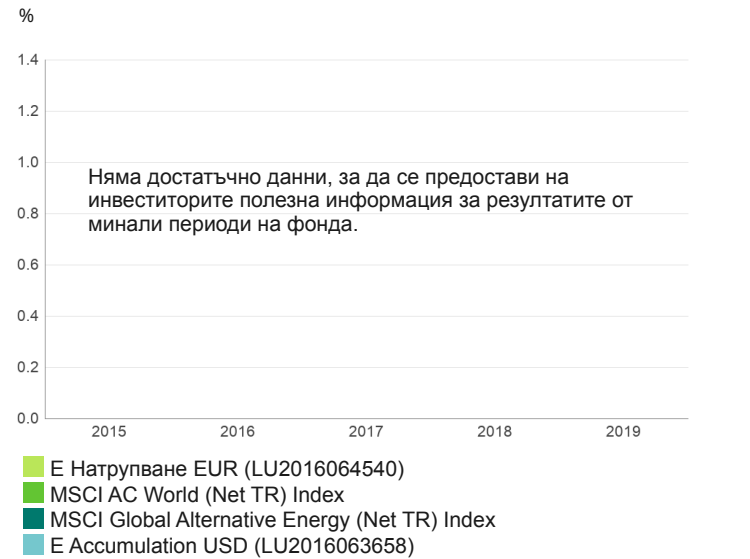 %
1.4
1.2
1.0
Няма достатъчно данни, за да се предостави на
инвеститорите полезна информация за резултатите от
0.8
минали периоди на фонда.
0.6
0.4
0.2
0.0
2015 2016 2017 2018 2019
Е Натрупване EUR (LU2016064540)
MSCI AC World (Net TR) Index
MSCI Global Alternative Energy (Net TR) Index
E Accumulation USD (LU2016063658)